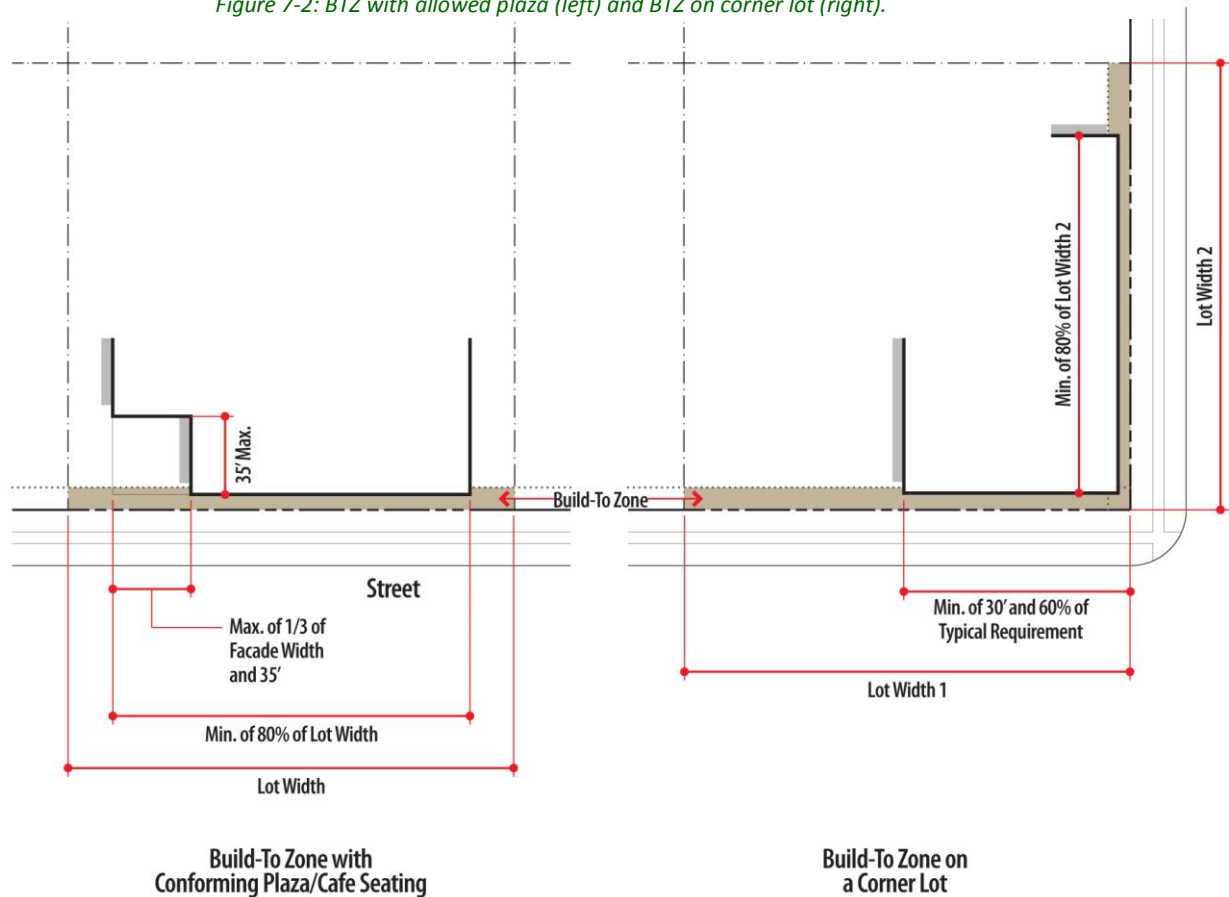 Figure 7-2: BTZ with allowed plaza (left) and BTZ on corner lot (right).
35' Max.
Build-To Zone
Street
Max. of 1/3 of
Facade Width
and 35'
Min. of 80% of Lot Width
Lot Width
Build-To Zone with
Conforming Plaza/Cafe Seating
Min. of 80% of Lot Width 2
Lot Width 2
Min. of 30' and 60% of
Typical Requirement
Lot Width 1
Build-To Zone on
a Corner Lot